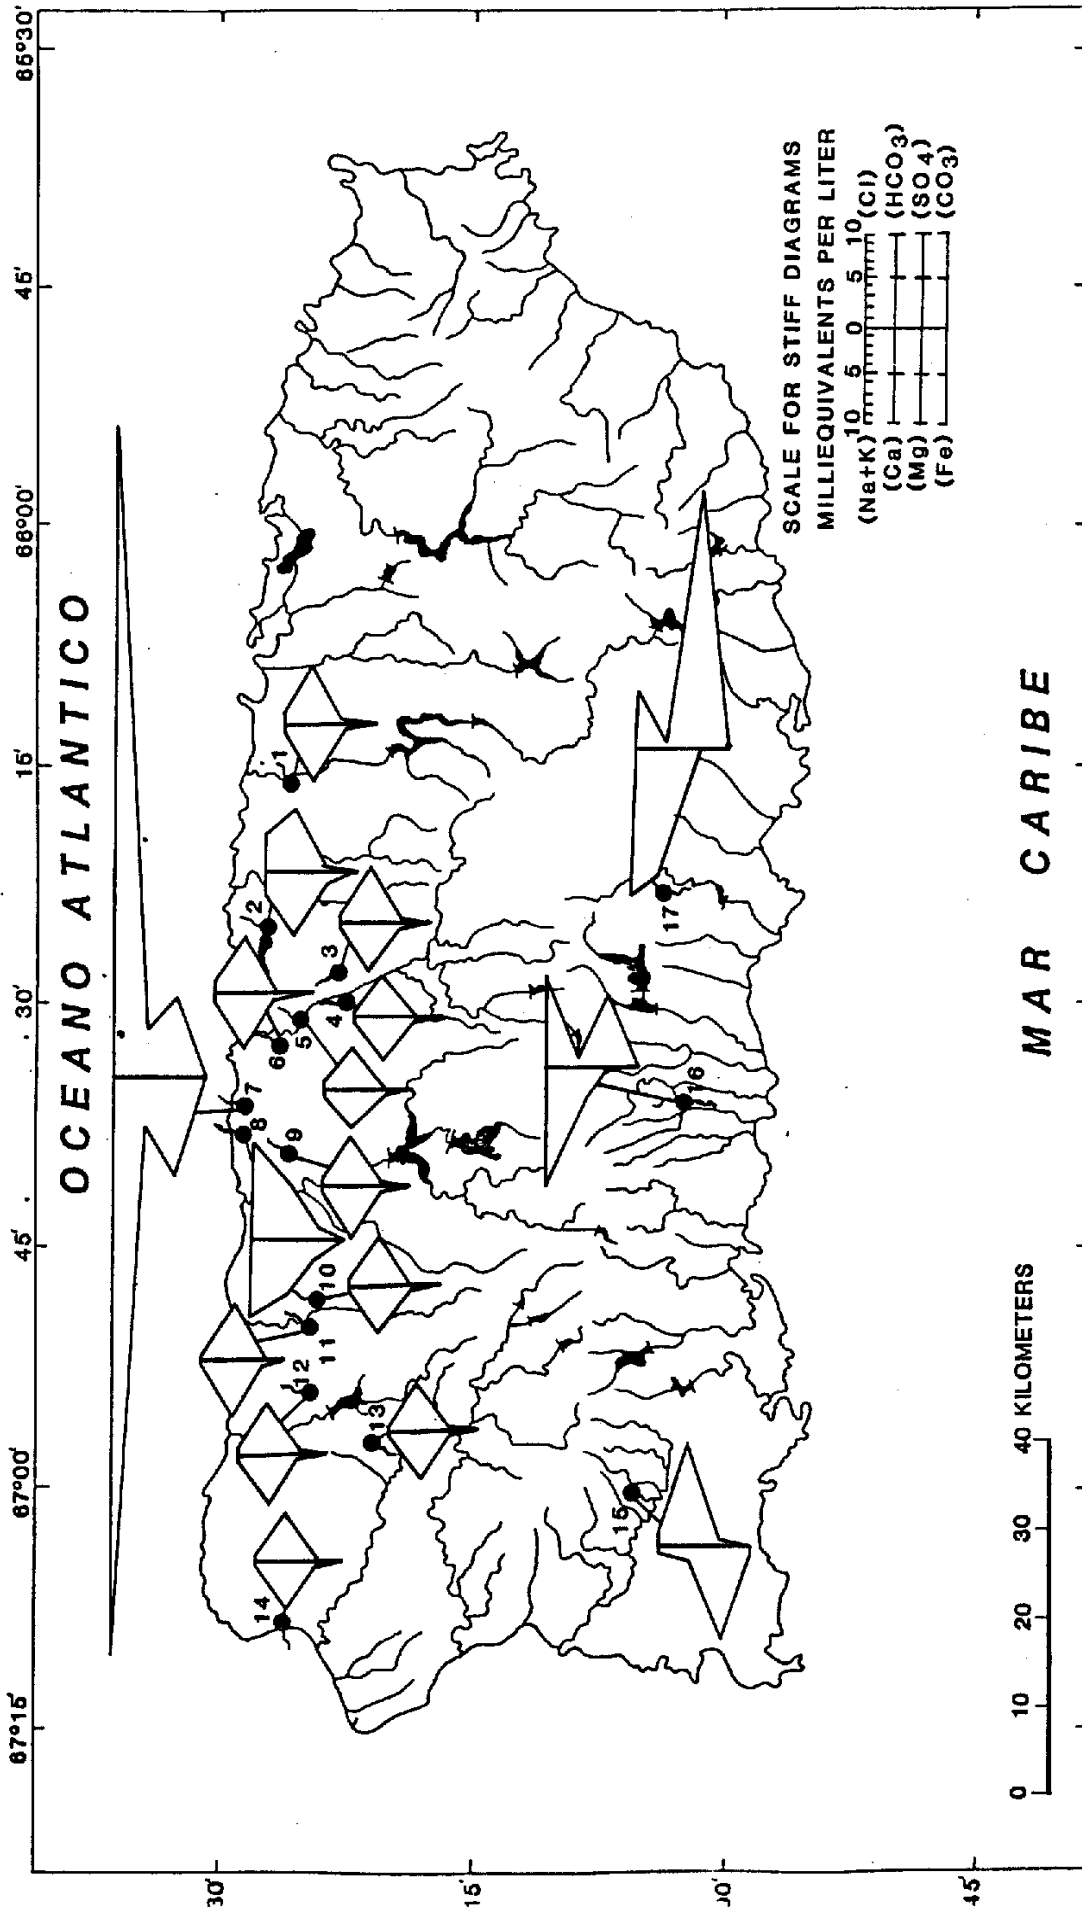 67°15'
67°00'
45'
30'
15'
66°00'
45'
65°30'
30'
15'
00'
45'
OCEANO ATLANTICO
1
2
3
4
5
6
7
8
9
10
11
12
13
14
15
16
17
SCALE FOR STIFF DIAGRAMS
MILLIEQUIVALENTS PER LITER
10 5 0 5 10
(Na+K) (Cl)
(Ca) (HCO3)
(Mg) (SO4)
(Fe) (CO3)
MAR CARIBE
0 10 20 30 40 KILOMETERS